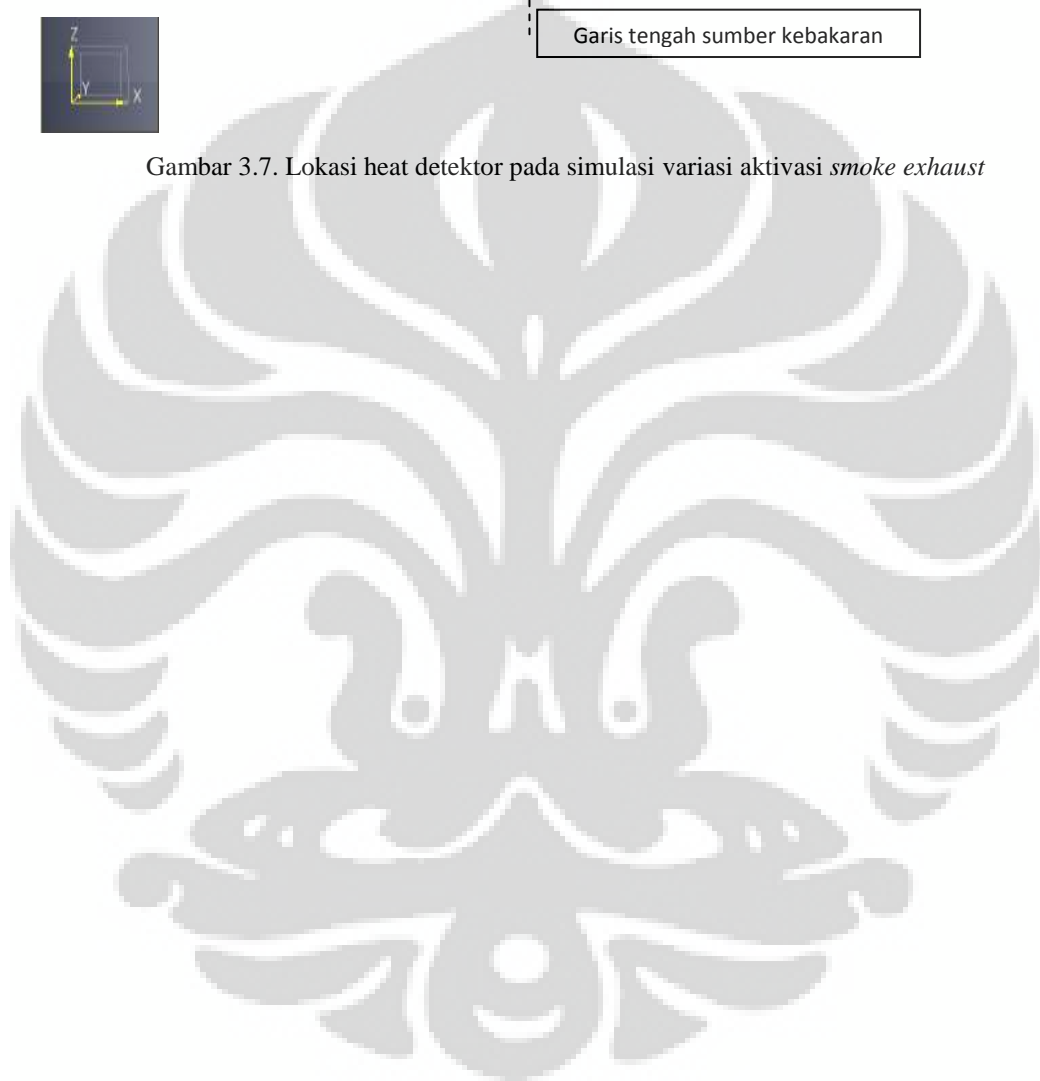 Garis tengah sumber kebakaran
Z
Y
X
Gambar 3.7. Lokasi heat detektor pada simulasi variasi aktivasi smoke exhaust